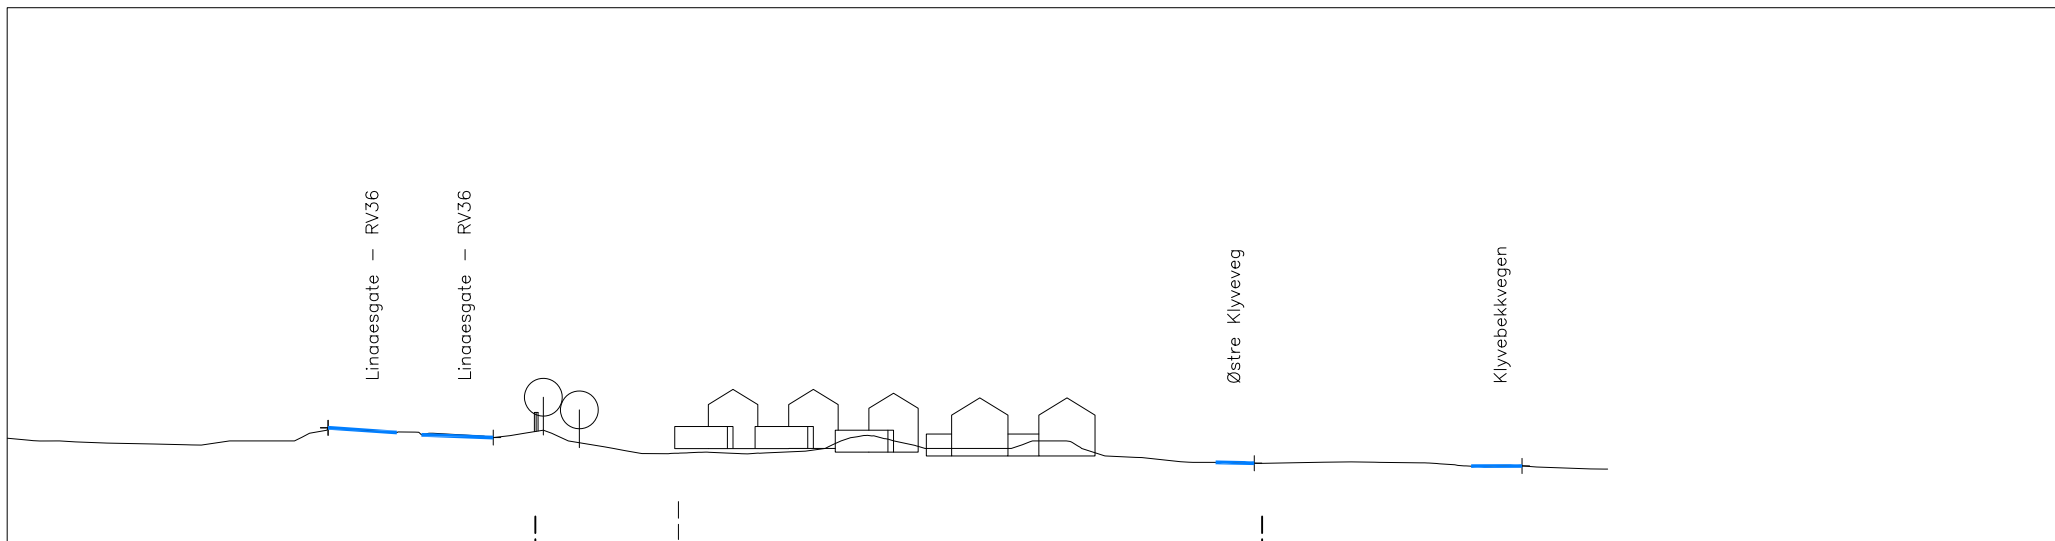 Linaaesgate - RV36
Linaaesgate - RV36
Østre Klyveveg
Klyvebekkvegen